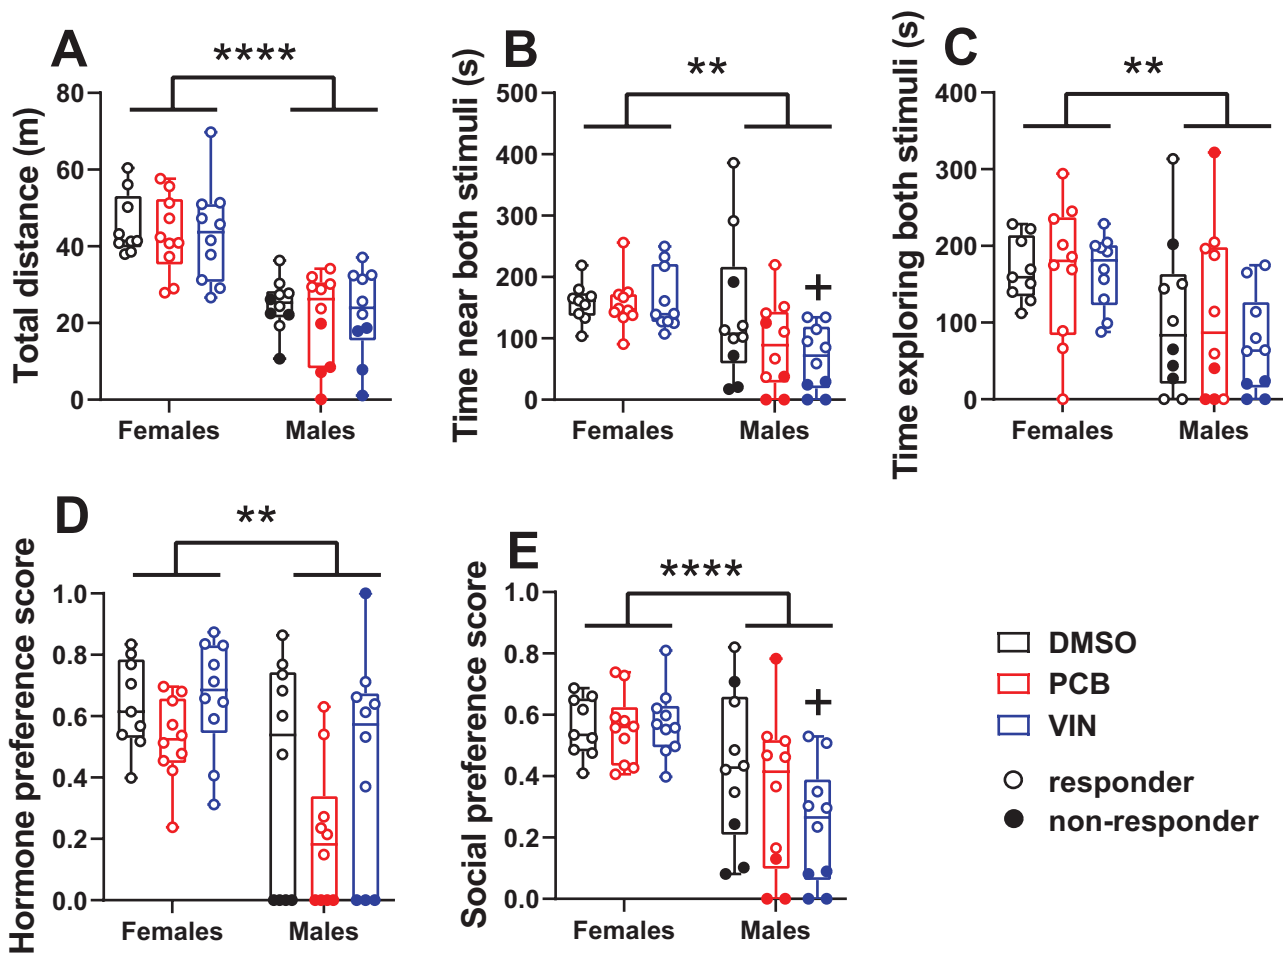 A
****
Total distance (m)
80
60
40
20
0
Females
Males
B
**
Time near both stimuli (s)
500
400
300
200
100
0
+
Females
Males
C
**
Time exploring both stimuli (s)
400
300
200
100
0
Females
Males
D
**
Hormone preference score
1.0
0.8
0.6
0.4
0.2
0.0
Females
Males
E
****
Social preference score
1.0
0.8
0.6
0.4
0.2
0.0
+
Females
Males
DMSO
PCB
VIN
responder
non-responder